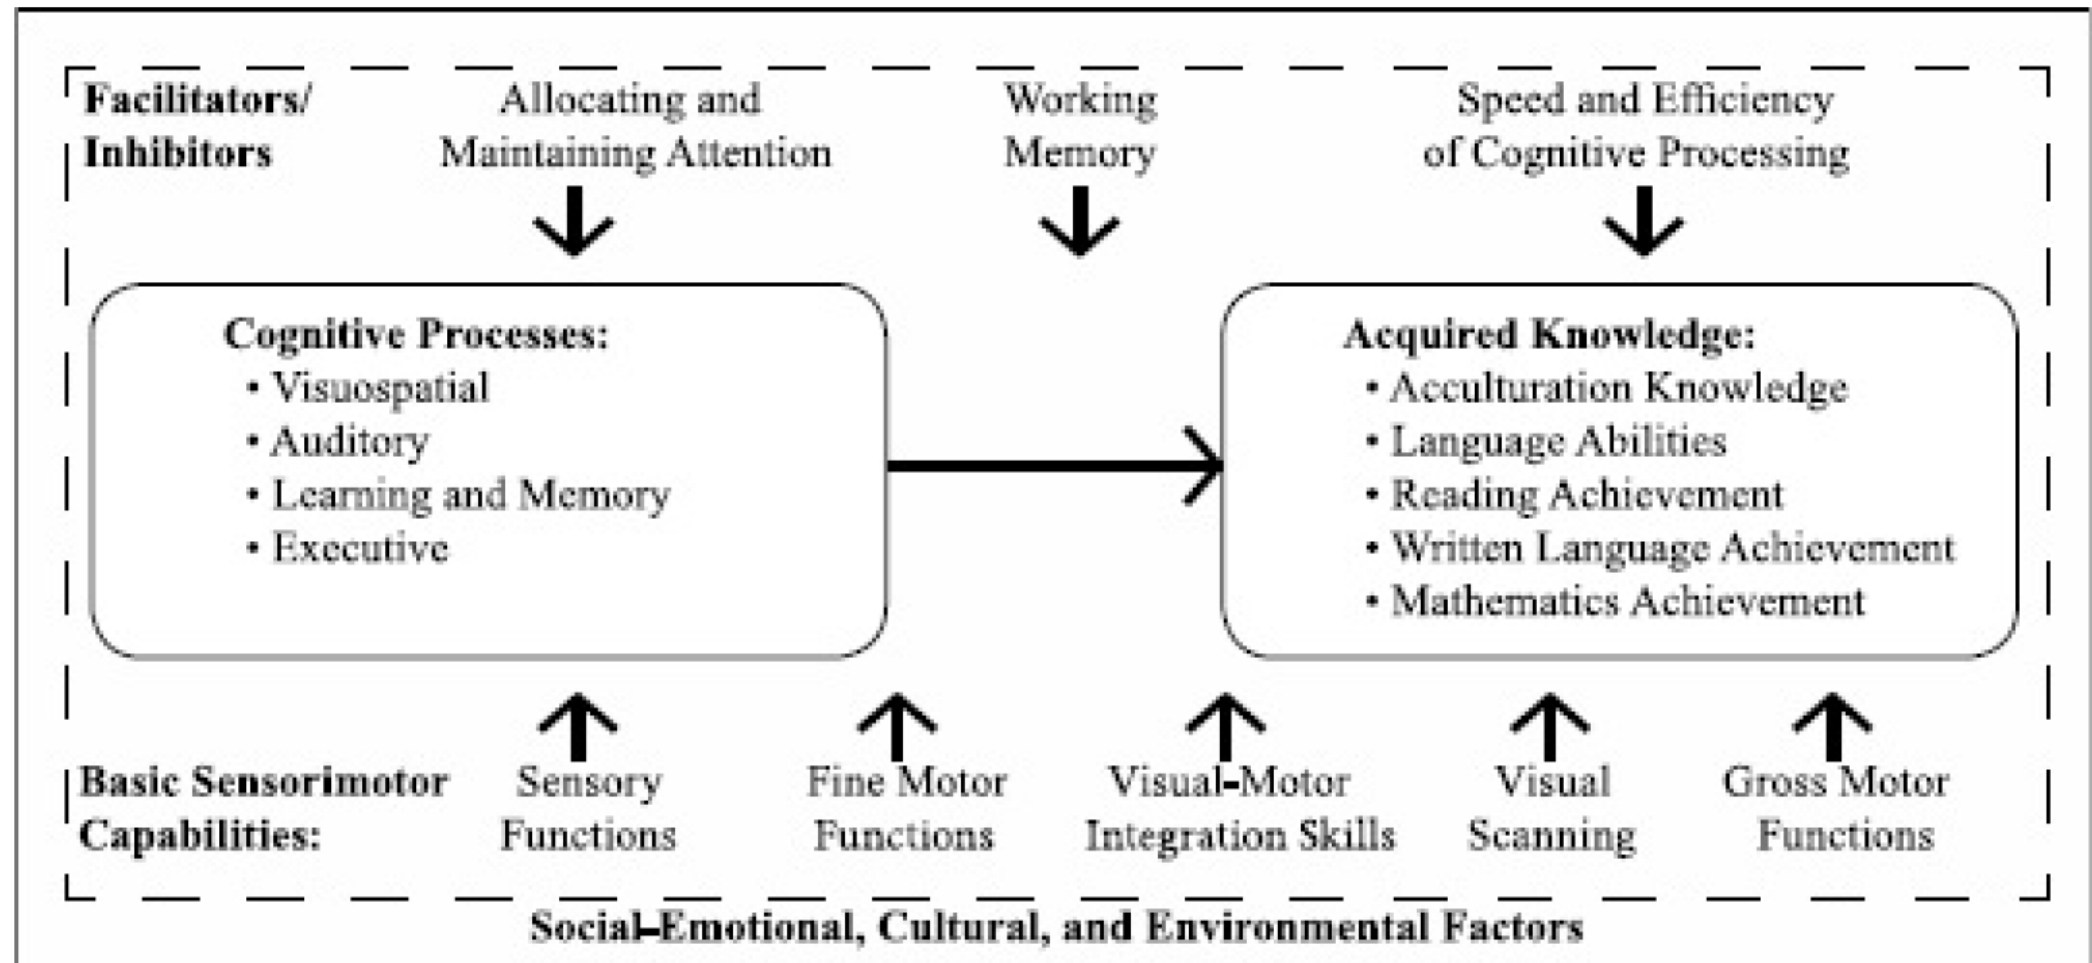 Facilitators/
Inhibitors
Allocating and
Maintaining Attention
Working
Memory
Speed and Efficiency
of Cognitive Processing
Cognitive Processes:
• Visuospatial
• Auditory
• Learning and Memory
• Executive
Acquired Knowledge:
• Acculturation Knowledge
• Language Abilities
• Reading Achievement
• Written Language Achievement
• Mathematics Achievement
Basic Sensorimotor
Capabilities:
Sensory
Functions
Fine Motor
Functions
Visual-Motor
Integration Skills
Visual
Scanning
Gross Motor
Functions
Social-Emotional, Cultural, and Environmental Factors